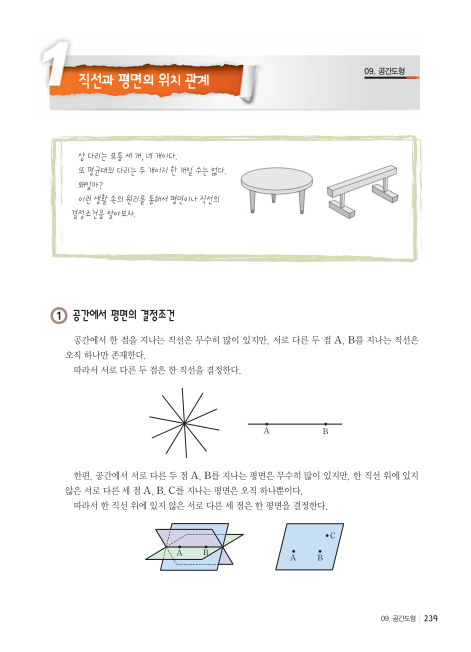 09. 공간도형
1 직선과 평면의 위치 관계
상 다리는 보통 세 개, 네 개이다.
또 평균대의 다리는 두 개이지 한 개일 수는 없다.
왜일까?
이런 생활 속의 원리를 통해서 평면이나 직선의
결정조건을 알아보자.
1 공간에서 평면의 결정조건
공간에서 한 점을 지나는 직선은 무수히 많이 있지만, 서로 다른 두 점 A, B를 지나는 직선은
오직 하나만 존재한다.
따라서 서로 다른 두 점은 한 직선을 결정한다.
A B
한편, 공간에서 서로 다른 두 점 A, B를 지나는 평면은 무수히 많이 있지만, 한 직선 위에 있지
않은 서로 다른 세 점 A, B, C를 지나는 평면은 오직 하나뿐이다.
따라서 한 직선 위에 있지 않은 서로 다른 세 점은 한 평면을 결정한다.
A B
C
A B
09. 공간도형 239